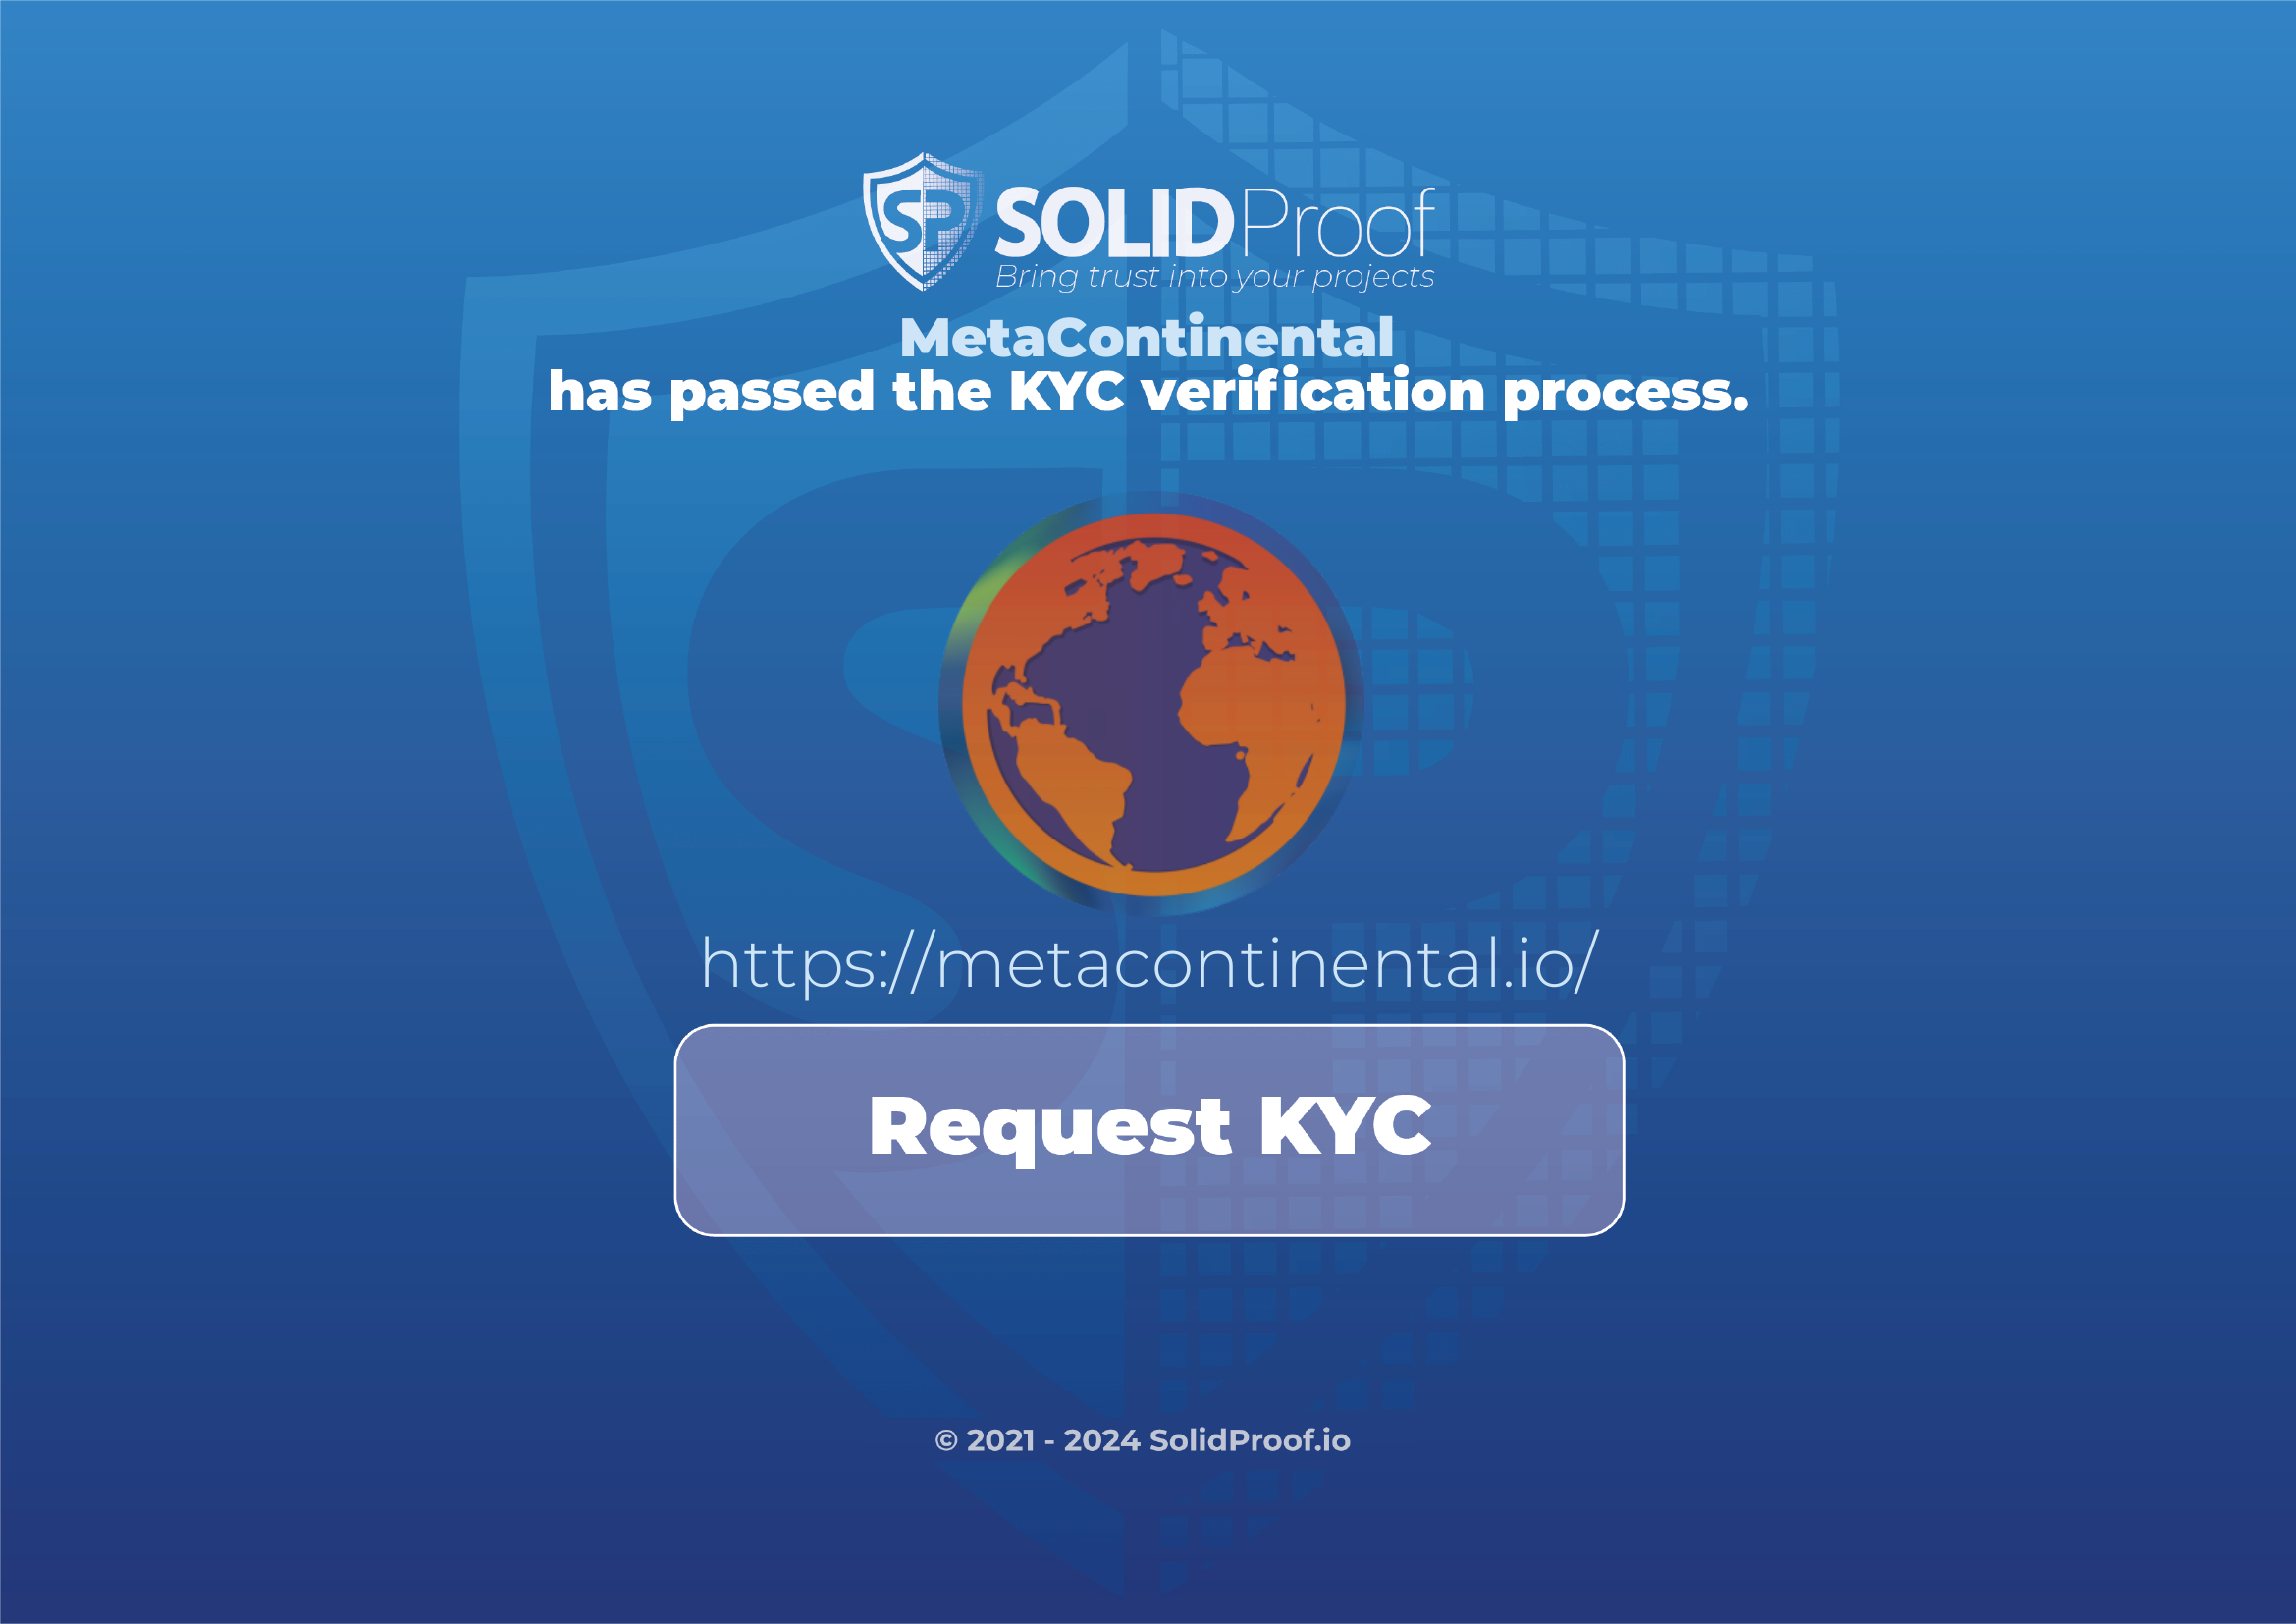 SP SOLIDProof
Bring trust into your projects
MetaContinental
has passed the KYC verification process.
https://metacontinental.io/
Request KYC
© 2021 - 2024 SolidProof.io